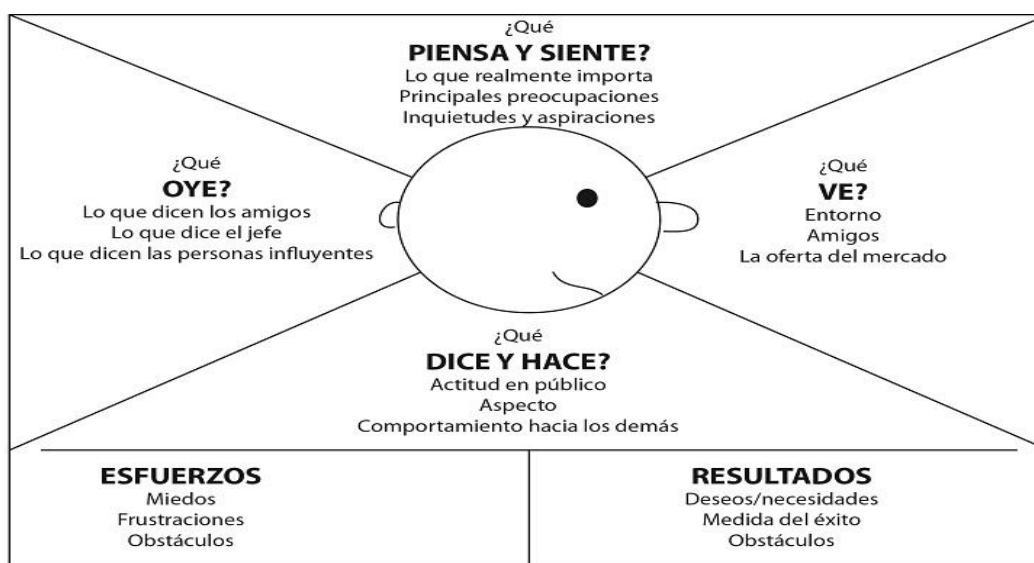 ¿Qué
PIENSA Y SIENTE?
Lo que realmente importa
Principales preocupaciones
Inquietudes y aspiraciones
¿Qué
OYE?
Lo que dicen los amigos
Lo que dice el jefe
Lo que dicen las personas influyentes
¿Qué
VE?
Entorno
Amigos
La oferta del mercado
¿Qué
DICE Y HACE?
Actitud en público
Aspecto
Comportamiento hacia los demás
ESFUERZOS
Miedos
Frustraciones
Obstáculos
RESULTADOS
Deseos/necesidades
Medida del éxito
Obstáculos